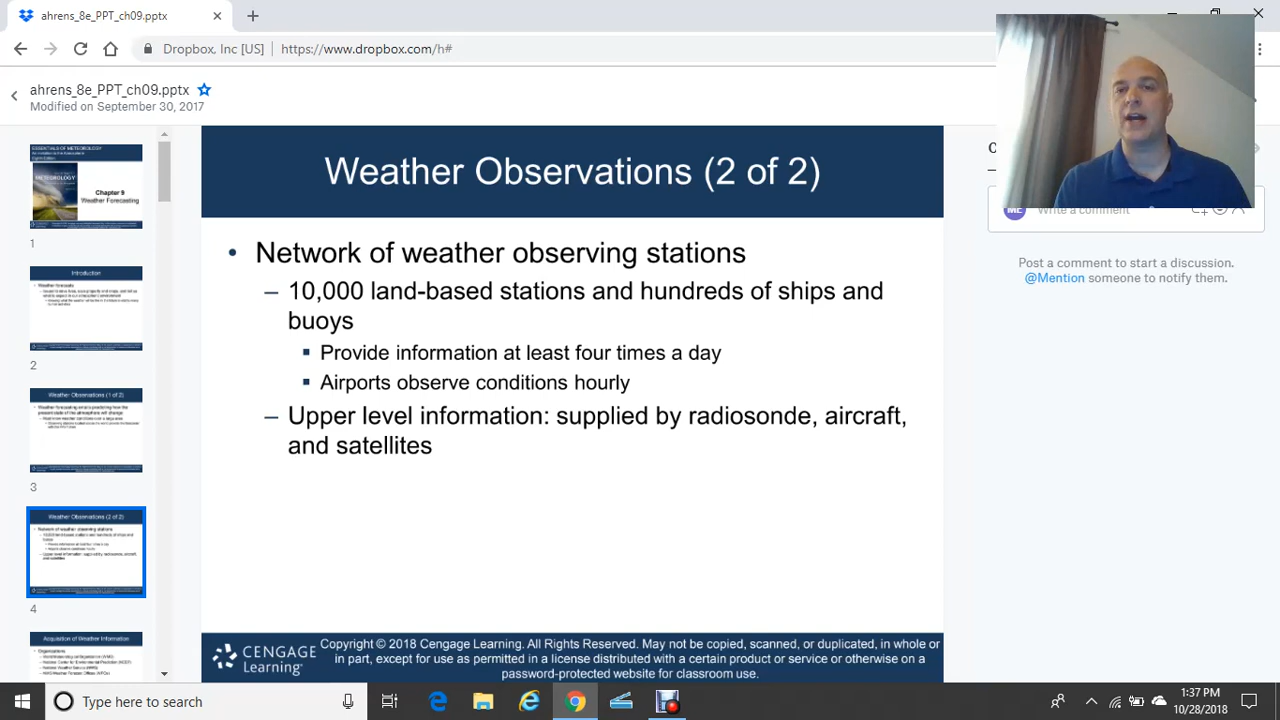 ahrens_8e_PPT_ch09.pptx
Dropbox, Inc [US] https://www.dropbox.com/h#
ahrens_8e_PPT_ch09.pptx
Modified on September 30, 2017
ESSENTIALS OF METEOROLOGY
Chapter 9
Weather Forecasting
1
Introduction
2
Weather Observations (1 of 2)
3
Weather Observations (2 of 2)
4
Acquisition of Weather Information
Weather Observations (2 of 2)
• Network of weather observing stations
– 10,000 land-based stations and hundreds of ships and
buoys
▪ Provide information at least four times a day
▪ Airports observe conditions hourly
– Upper level information: supplied by radiosonde, aircraft,
and satellites
CENGAGE
Learning™
Copyright © 2018 Cengage Learning. All Rights Reserved. May not be copied, scanned, or duplicated, in whole or
in part, except for use as permitted in a license distributed with a certain product or service or otherwise on a
password-protected website for classroom use.
ME Write a comment
Post a comment to start a discussion.
@Mention someone to notify them.
Type here to search
1:37 PM
10/28/2018